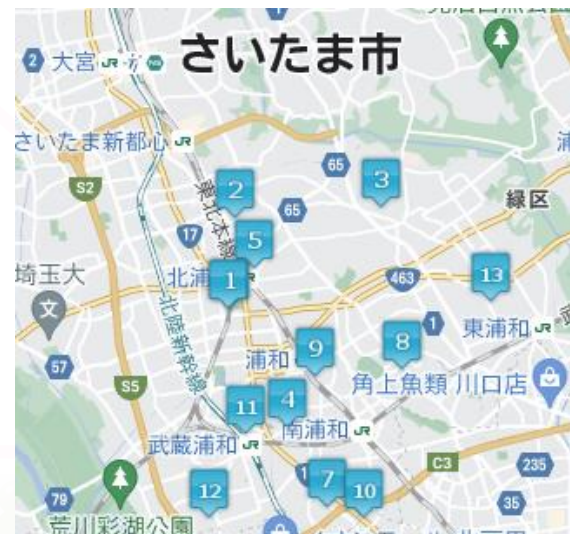 2
大宮
さいたま市
さいたま新都心
65
3
S2
2
東北本線
65
緑区
17
5
北浦
1
463
13
埼玉大
文
北陸新幹線
1
東浦和
9
8
57
浦和
角上魚類 川口店
S5
11
4
武蔵浦和
南浦和
C3
235
79
12
7
10
35
荒川彩湖公園